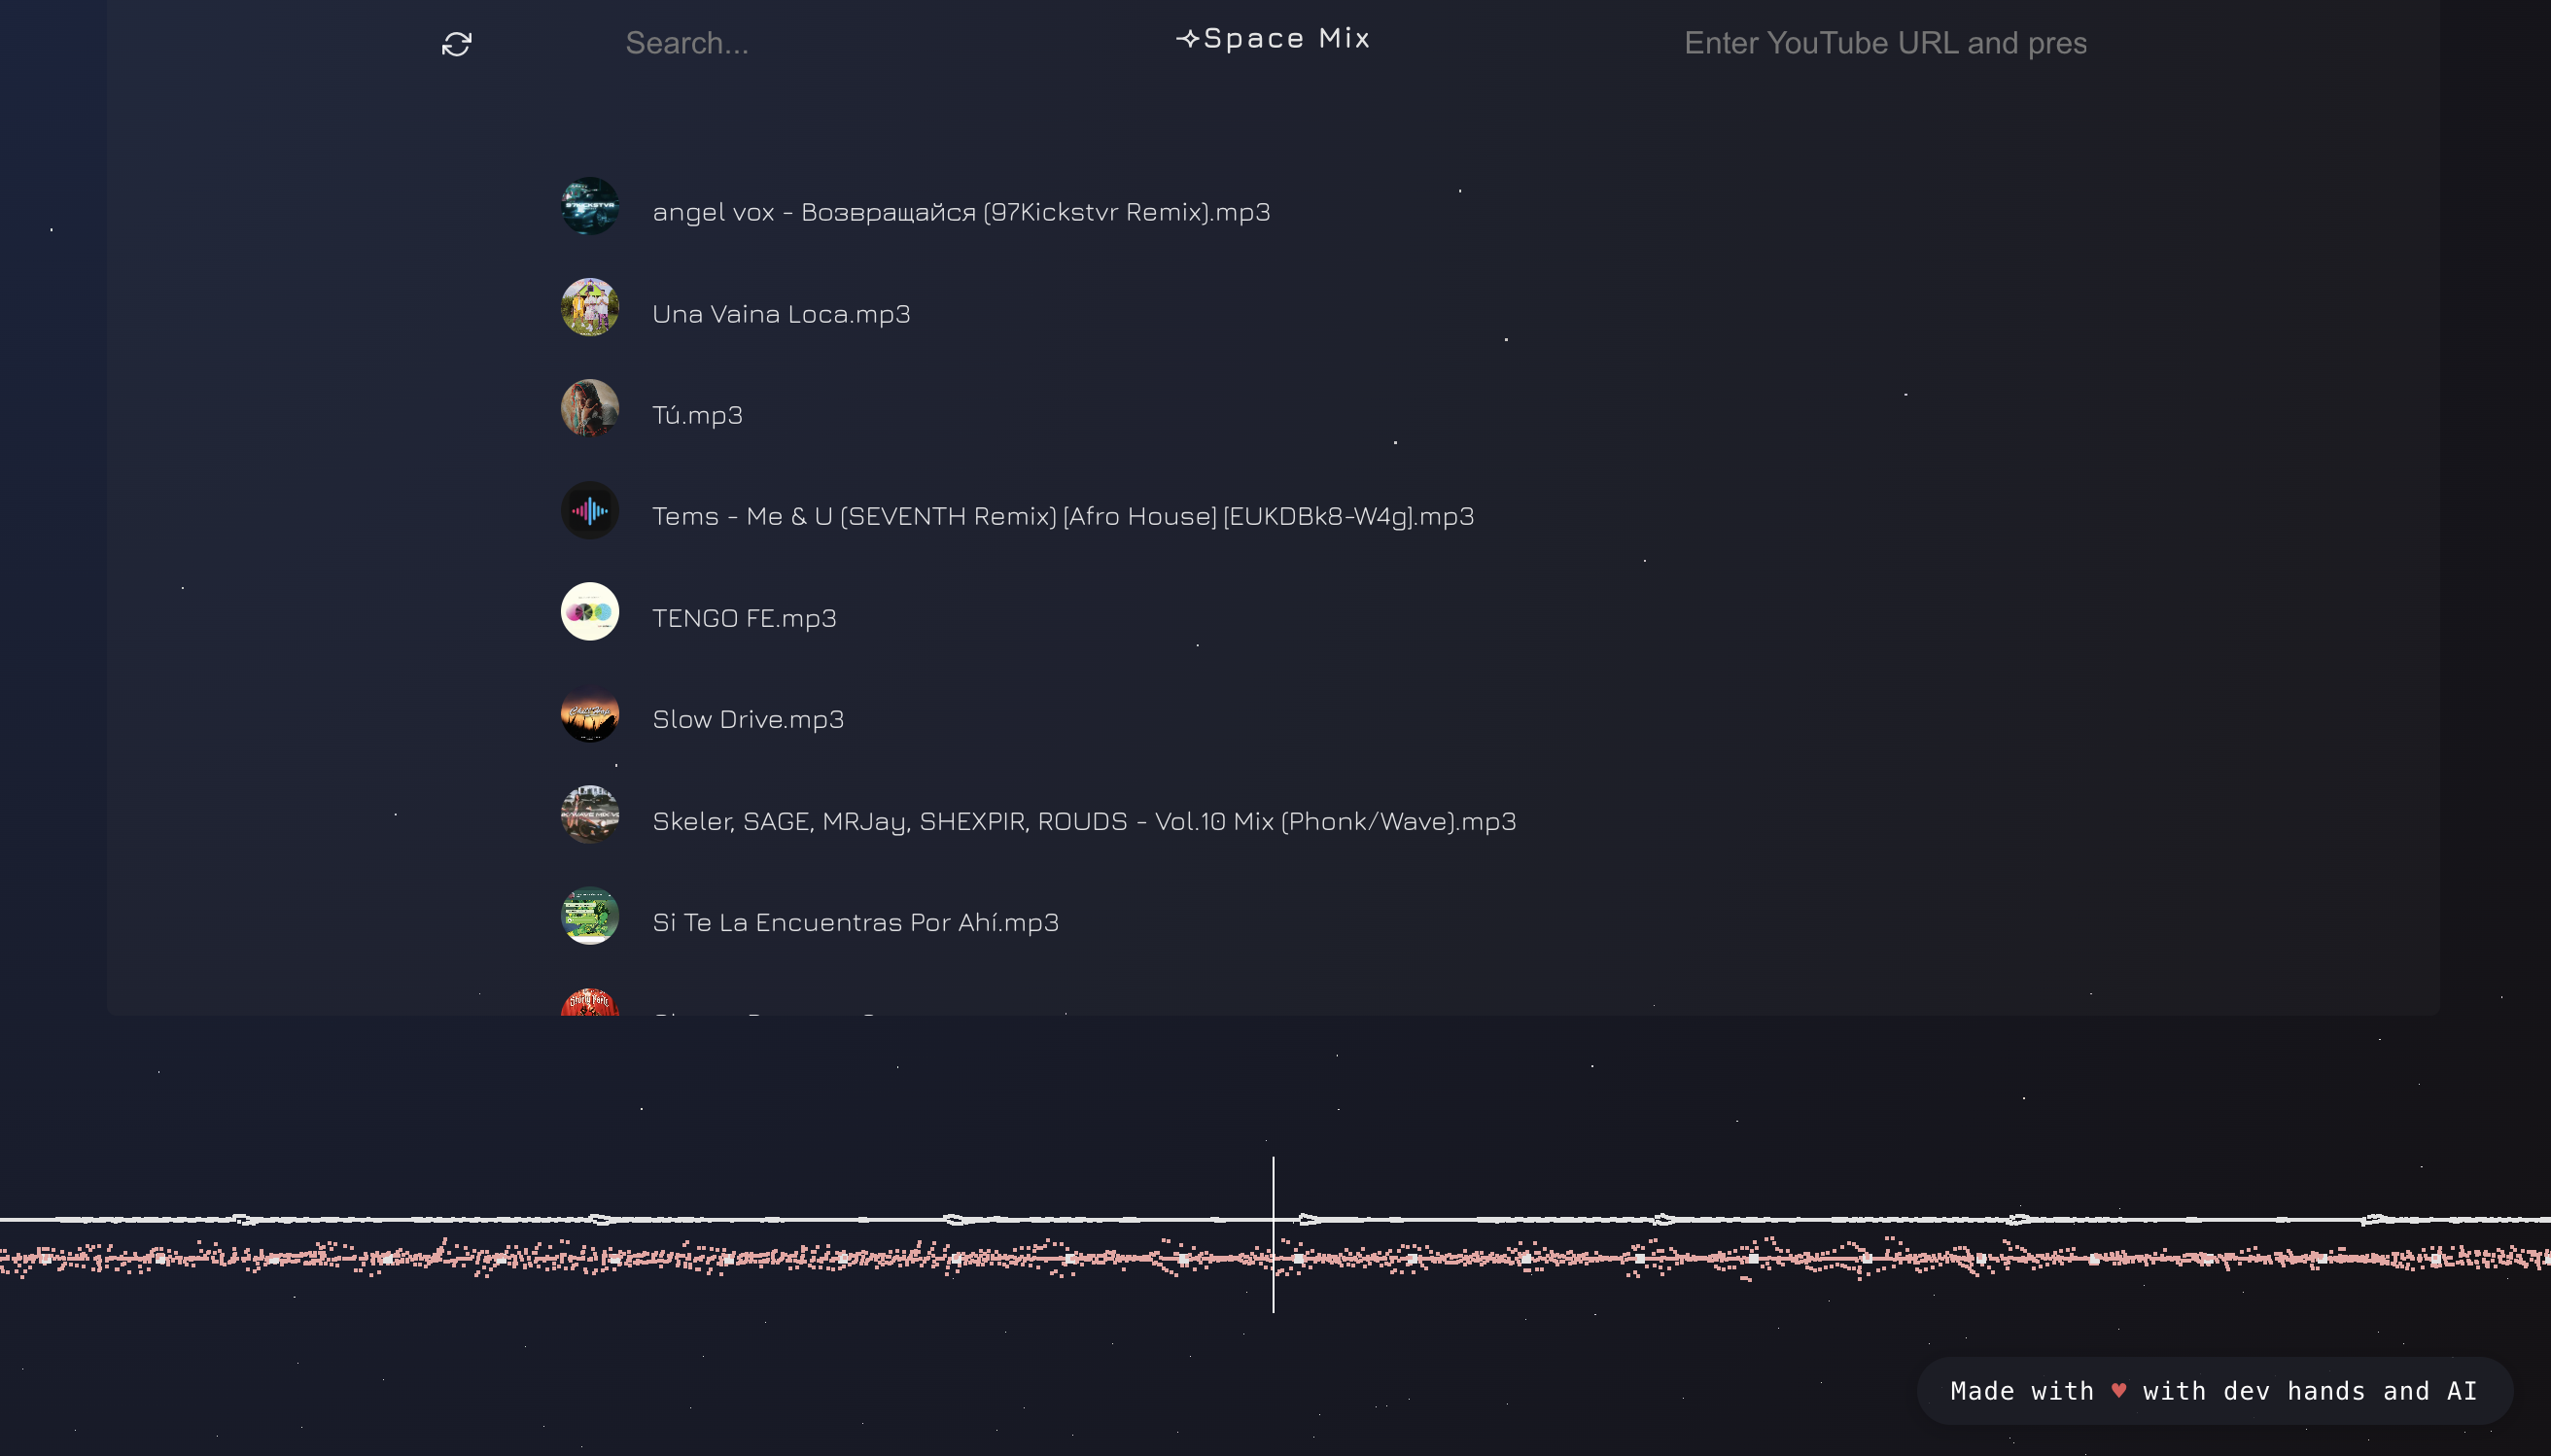 Search...
✧Space Mix
Enter YouTube URL and pres
angel vox - Возвращайся (97Kickstvr Remix).mp3
Una Vaina Loca.mp3
Tú.mp3
Tems - Me & U (SEVENTH Remix) [Afro House] [EUKDBk8-W4g].mp3
TENGO FE.mp3
Slow Drive.mp3
Skeler, SAGE, MRJay, SHEXPIR, ROUDS - Vol.10 Mix (Phonk/Wave).mp3
Si Te La Encuentras Por Ahí.mp3
Made with ♥ with dev hands and AI